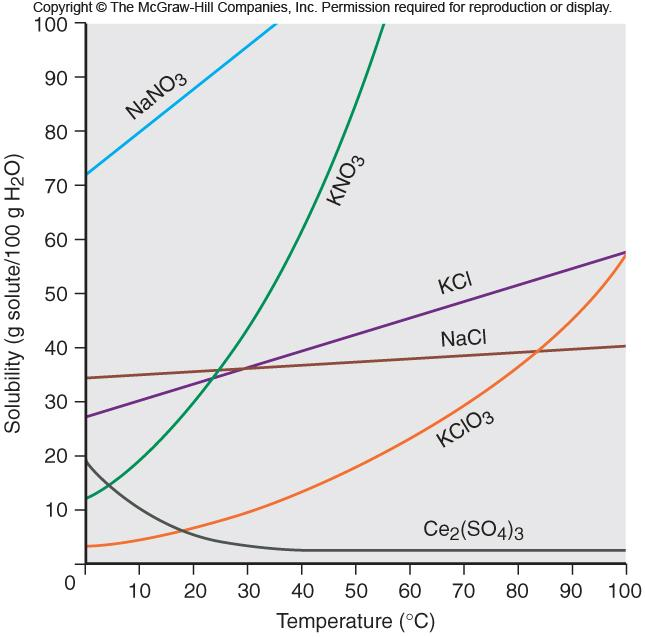 Copyright © The McGraw-Hill Companies, Inc. Permission required for reproduction or display.
100
90
80
70
60
50
40
30
20
10
0
Solubility (g solute/100 g H₂O)
NaNO₃
KNO₃
KCl
NaCl
KClO₃
Ce₂(SO₄)₃
10 20 30 40 50 60 70 80 90 100
Temperature (°C)